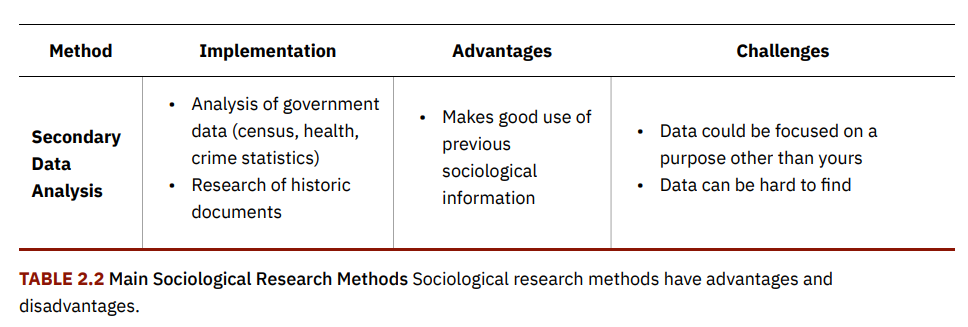 Method Implementation Advantages Challenges
Secondary
Data
Analysis
• Analysis of government
data (census, health,
crime statistics)
• Research of historic
documents
• Makes good use of
previous
sociological
information
• Data could be focused on a
purpose other than yours
• Data can be hard to find
TABLE 2.2 Main Sociological Research Methods Sociological research methods have advantages and
disadvantages.